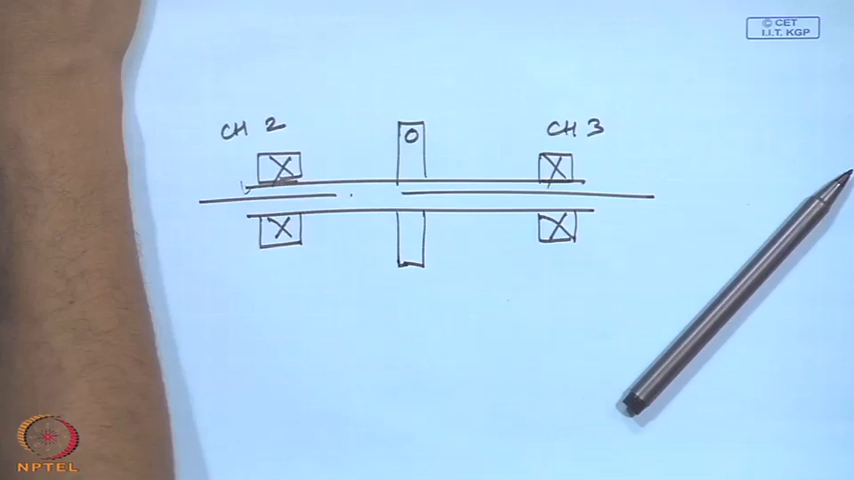 © CET
I.I.T. KGP
CH 2
O
CH 3
NPTEL